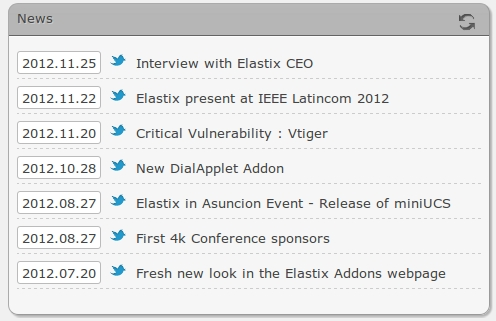 News
2012.11.25 Interview with Elastix CEO
2012.11.22 Elastix present at IEEE Latincom 2012
2012.11.20 Critical Vulnerability : Vtiger
2012.10.28 New DialApplet Addon
2012.08.27 Elastix in Asuncion Event - Release of miniUCS
2012.08.27 First 4k Conference sponsors
2012.07.20 Fresh new look in the Elastix Addons webpage